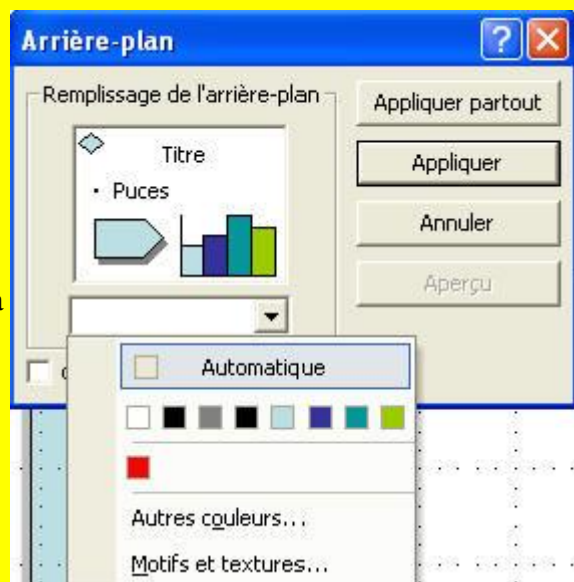 Arrière-plan
Remplissage de l'arrière-plan
Appliquer partout
Titre
Appliquer
• Puces
Annuler
Aperçu
Automatique
Autres couleurs...
Motifs et textures...